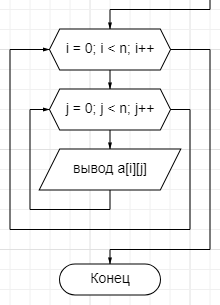 i = 0; i < n; i++
j = 0; j < n; j++
вывод a[i][j]
Конец